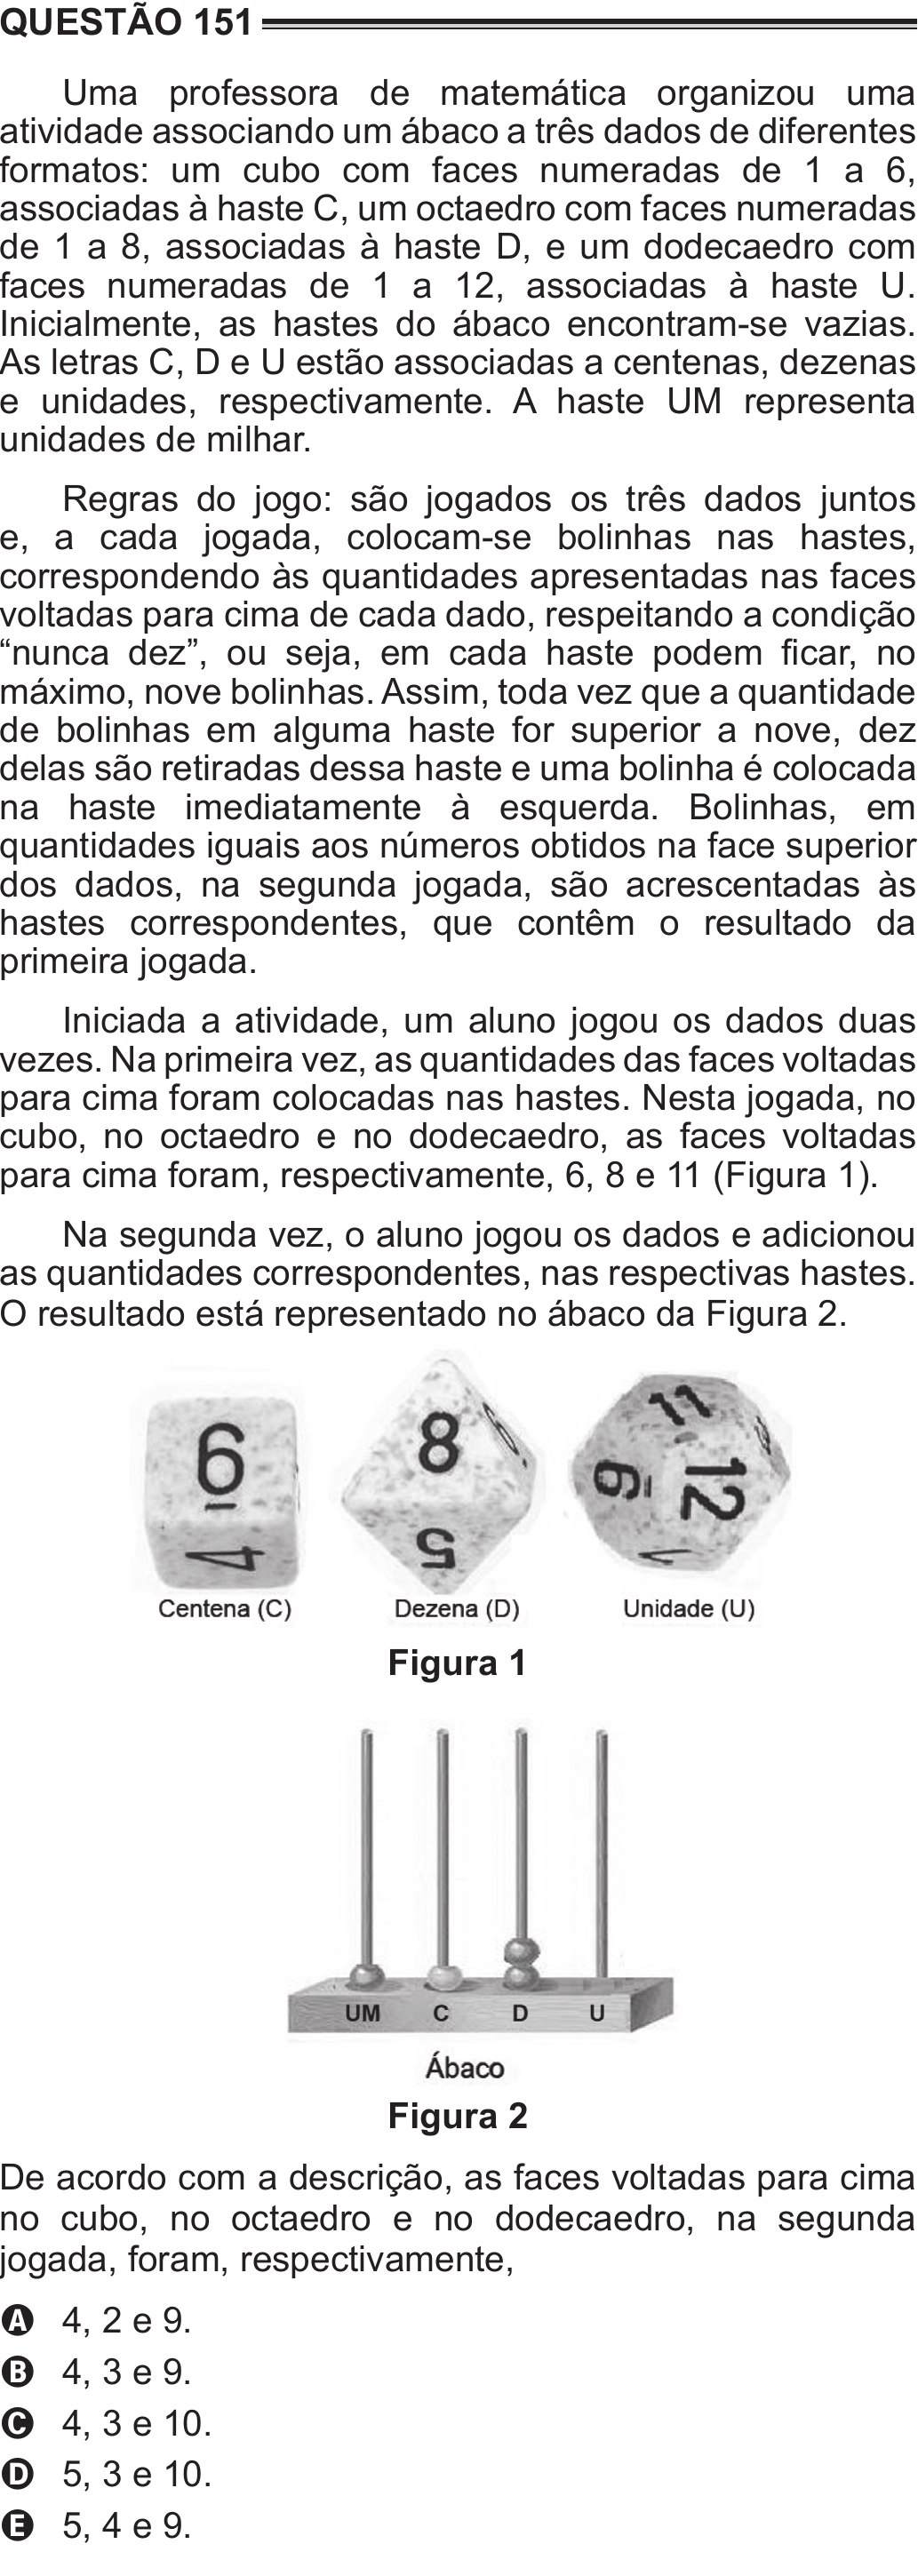 QUESTÃO 151
Uma professora de matemática organizou uma
atividade associando um ábaco a três dados de diferentes
formatos: um cubo com faces numeradas de 1 a 6,
associadas à haste C, um octaedro com faces numeradas
de 1 a 8, associadas à haste D, e um dodecaedro com
faces numeradas de 1 a 12, associadas à haste U.
Inicialmente, as hastes do ábaco encontram-se vazias.
As letras C, D e U estão associadas a centenas, dezenas
e unidades, respectivamente. A haste UM representa
unidades de milhar.
Regras do jogo: são jogados os três dados juntos
e, a cada jogada, colocam-se bolinhas nas hastes,
correspondendo às quantidades apresentadas nas faces
voltadas para cima de cada dado, respeitando a condição
“nunca dez”, ou seja, em cada haste podem ficar, no
máximo, nove bolinhas. Assim, toda vez que a quantidade
de bolinhas em alguma haste for superior a nove, dez
delas são retiradas dessa haste e uma bolinha é colocada
na haste imediatamente à esquerda. Bolinhas, em
quantidades iguais aos números obtidos na face superior
dos dados, na segunda jogada, são acrescentadas às
hastes correspondentes, que contêm o resultado da
primeira jogada.
Iniciada a atividade, um aluno jogou os dados duas
vezes. Na primeira vez, as quantidades das faces voltadas
para cima foram colocadas nas hastes. Nesta jogada, no
cubo, no octaedro e no dodecaedro, as faces voltadas
para cima foram, respectivamente, 6, 8 e 11 (Figura 1).
Na segunda vez, o aluno jogou os dados e adicionou
as quantidades correspondentes, nas respectivas hastes.
O resultado está representado no ábaco da Figura 2.
6 8 11
6 12
4 5
Centena (C) Dezena (D) Unidade (U)
Figura 1
UM C D U
Ábaco
Figura 2
De acordo com a descrição, as faces voltadas para cima
no cubo, no octaedro e no dodecaedro, na segunda
jogada, foram, respectivamente,
A 4, 2 e 9.
B 4, 3 e 9.
C 4, 3 e 10.
D 5, 3 e 10.
E 5, 4 e 9.